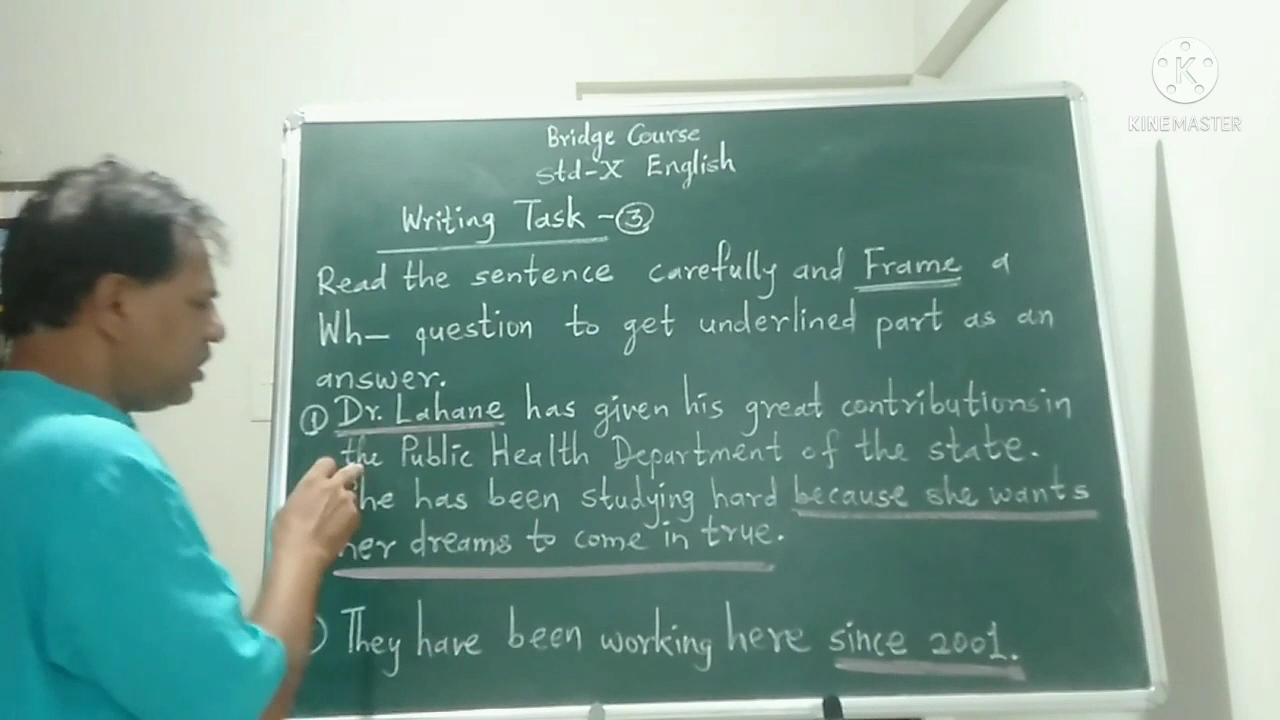 Bridge Course
Std-X English
Writing Task -③
Read the sentence carefully and Frame a
Wh- question to get underlined part as an
answer.
① Dr. Lahane has given his great contributions in
the Public Health Department of the state.
he has been studying hard because she wants
her dreams to come in true.
) They have been working here since 2001.
K
KINEMASTER